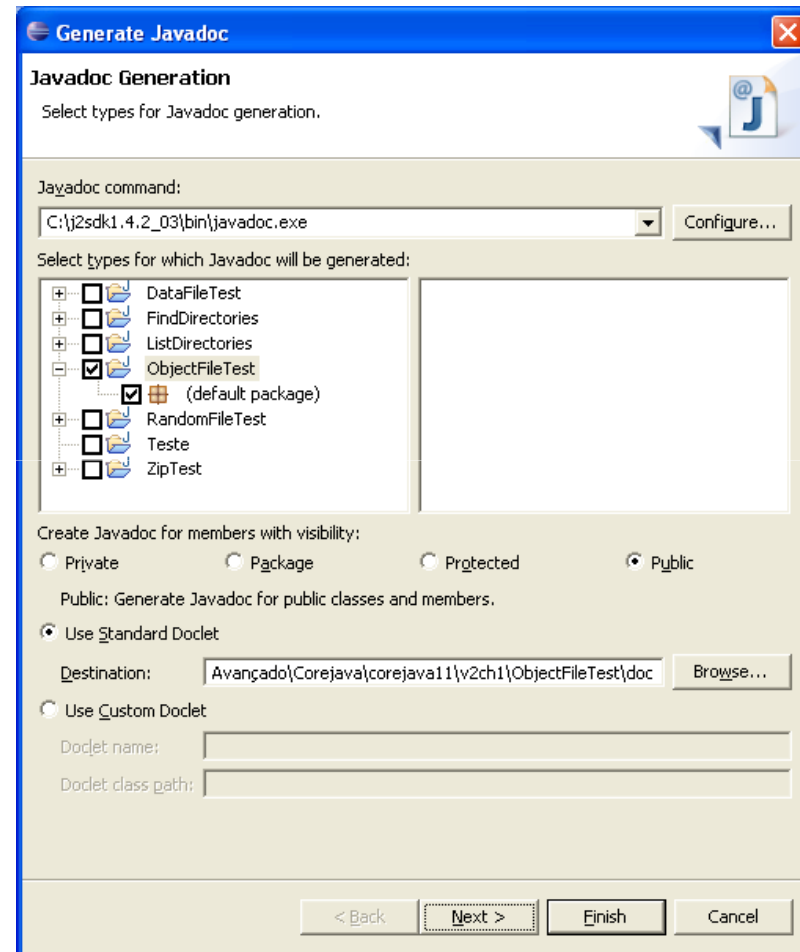 Generate Javadoc
Javadoc Generation
Select types for Javadoc generation.
@
J
Javadoc command:
C:\j2sdk1.4.2_03\bin\javadoc.exe
Configure...
Select types for which Javadoc will be generated:
DataFileTest
FindDirectories
ListDirectories
ObjectFileTest
(default package)
RandomFileTest
Teste
ZipTest
Create Javadoc for members with visibility:
Private Package Protected Public
Public: Generate Javadoc for public classes and members.
Use Standard Doclet
Destination: Avançado\Corejava\corejava11\v2ch1\ObjectFileTest\doc Browse...
Use Custom Doclet
Doclet name:
Doclet class path:
< Back Next > Finish Cancel